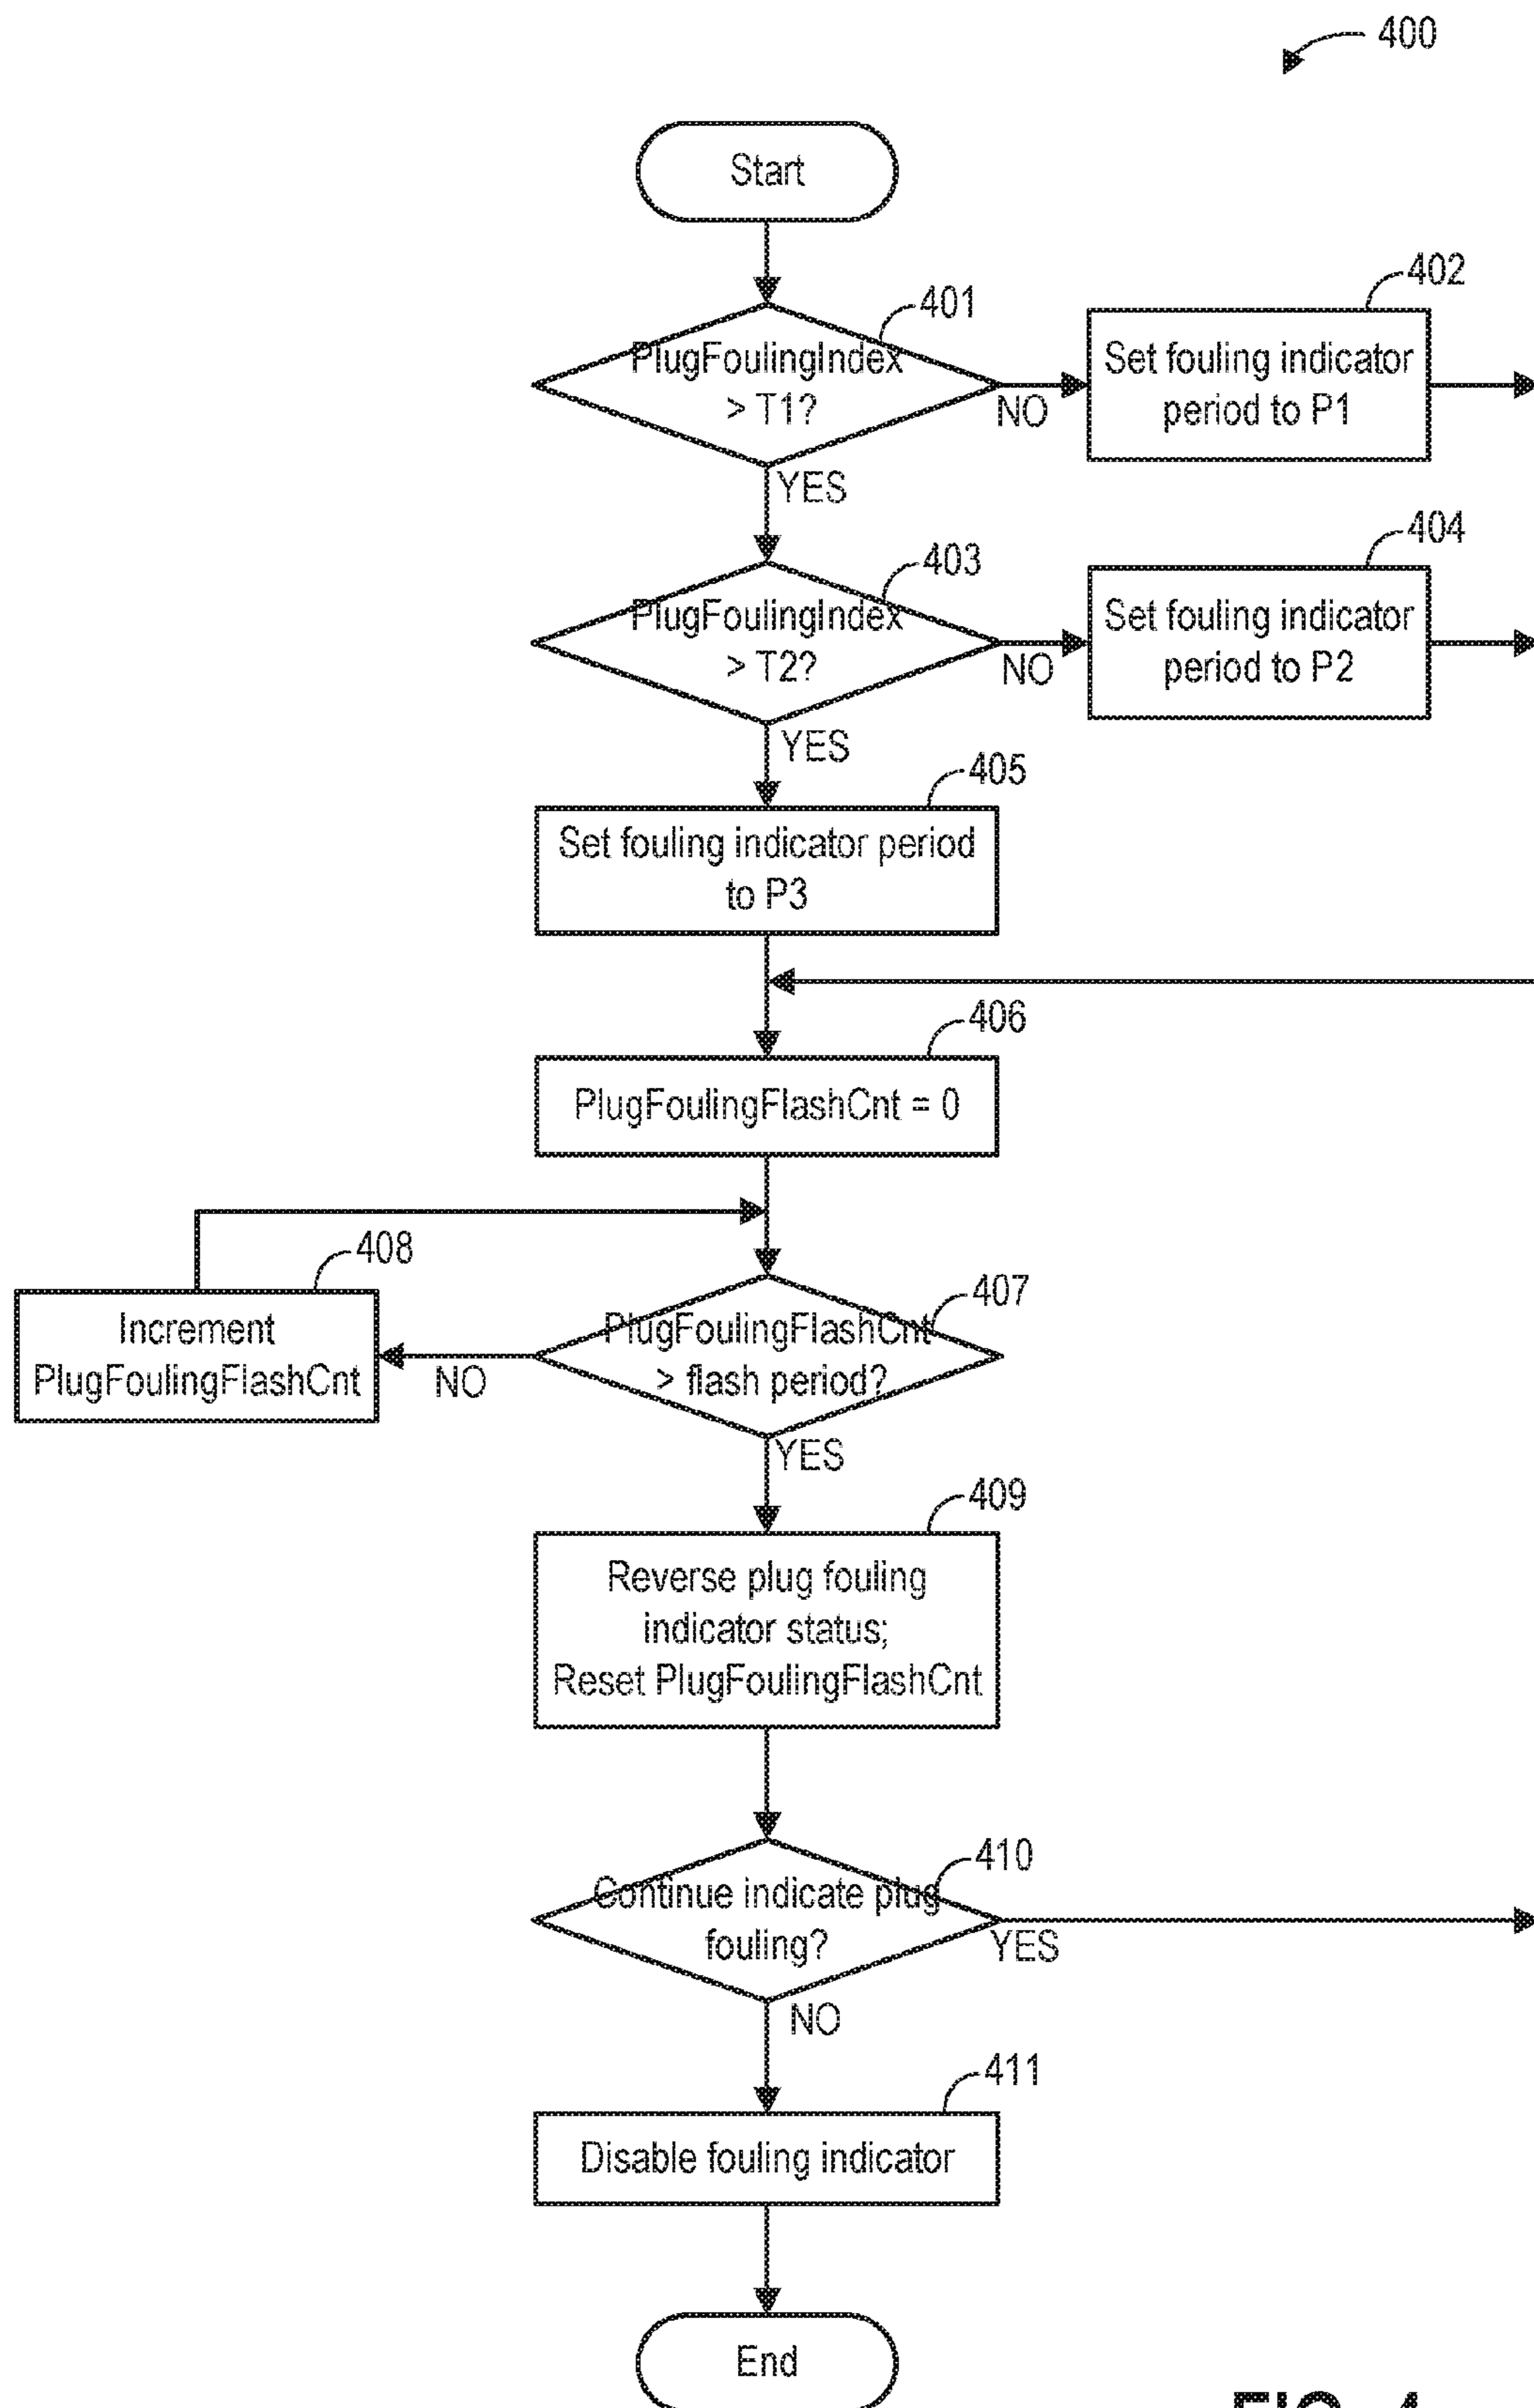 400
Start
401
PlugFoulingIndex
> T1?
NO
YES
402
Set fouling indicator
period to P1
403
PlugFoulingIndex
> T2?
NO
YES
404
Set fouling indicator
period to P2
405
Set fouling indicator period
to P3
406
PlugFoulingFlashCnt = 0
408
Increment
PlugFoulingFlashCnt
407
PlugFoulingFlashCnt
> flash period?
NO
YES
409
Reverse plug fouling
indicator status;
Reset PlugFoulingFlashCnt
410
Continue indicate plug
fouling?
YES
NO
411
Disable fouling indicator
End
FIG. 4